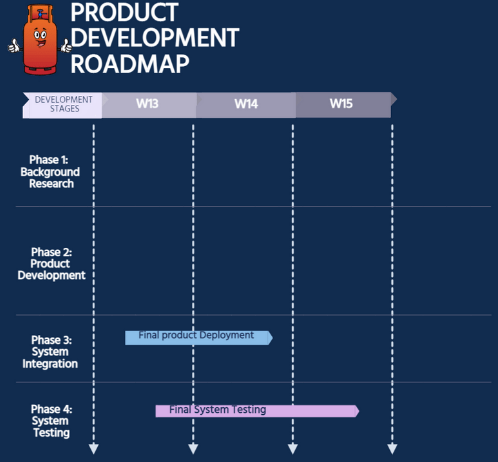 PRODUCT
DEVELOPMENT
ROADMAP
DEVELOPMENT
STAGES
W13
W14
W15
Phase 1:
Background
Research
Phase 2:
Product
Development
Phase 3:
System
Integration
Final product Deployment
Phase 4:
System
Testing
Final System Testing